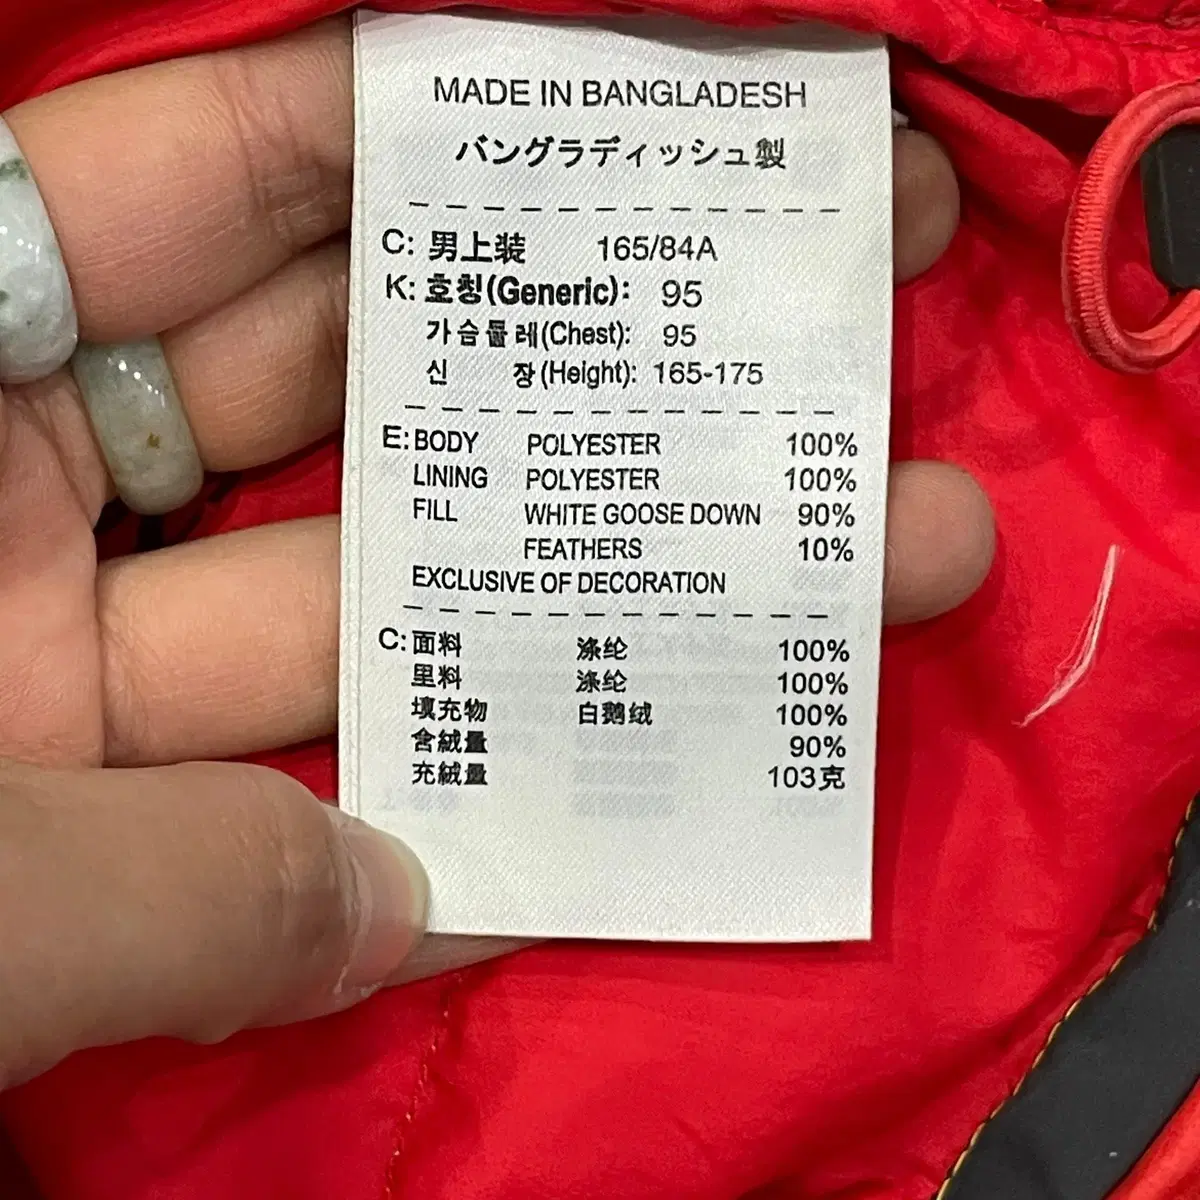 MADE IN BANGLADESH
バングラディッシュ製
C: 男上装 165/84A
K: 호칭(Generic): 95
가슴둘레(Chest): 95
신 장(Height): 165-175
E: BODY POLYESTER 100%
LINING POLYESTER 100%
FILL WHITE GOOSE DOWN 90%
FEATHERS 10%
EXCLUSIVE OF DECORATION
C: 面料 涤纶 100%
里料 涤纶 100%
填充物 白鹅绒 100%
含絨量 90%
充絨量 103克